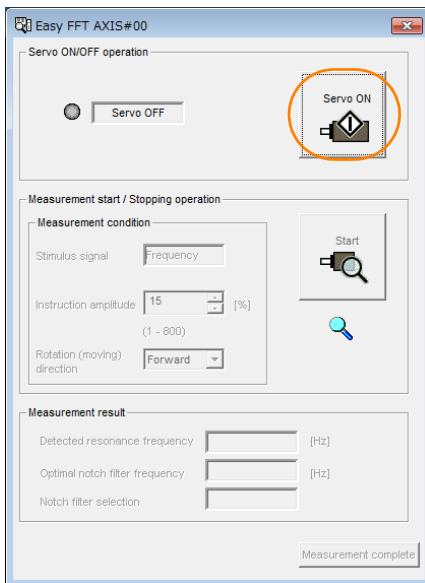 Easy FFT AXIS#00
Servo ON/OFF operation
Servo OFF
Servo ON
Measurement start / Stopping operation
Measurement condition
Stimulus signal Frequency
Start
Instruction amplitude 15 [%]
(1 - 800)
Rotation (moving) direction Forward
Measurement result
Detected resonance frequency [Hz]
Optimal notch filter frequency [Hz]
Notch filter selection
Measurement complete